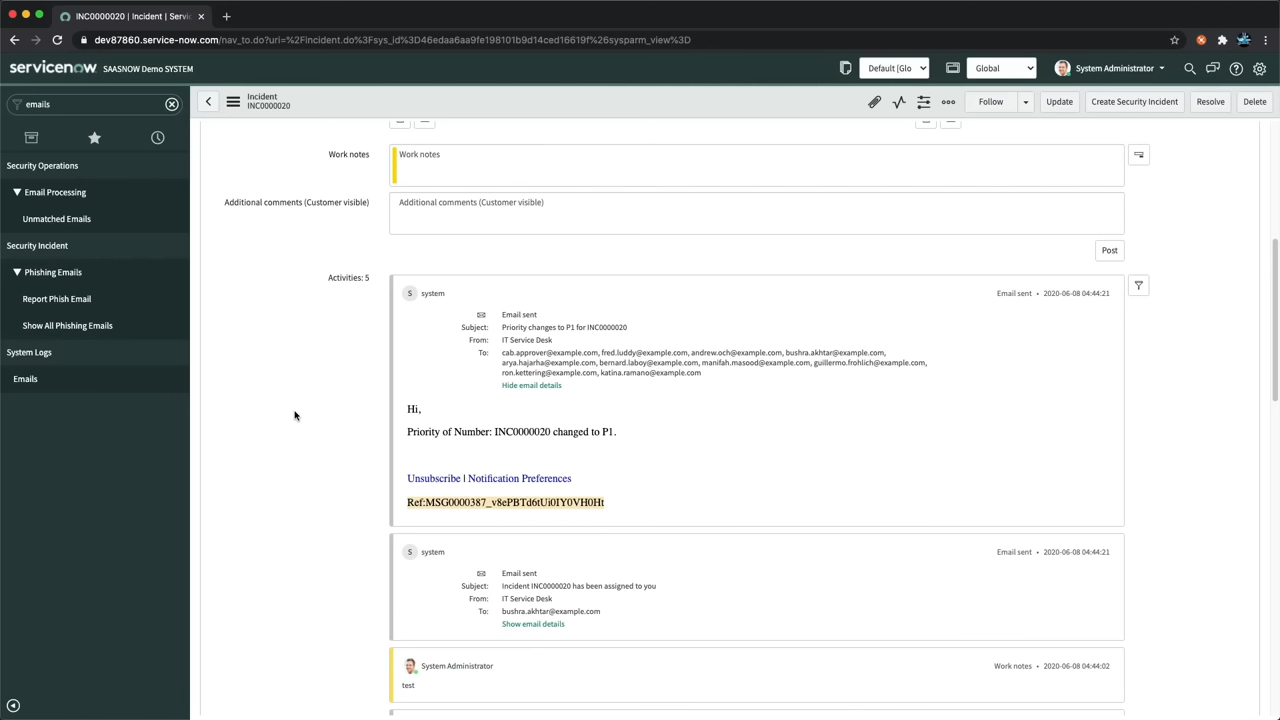 INC0000020 | Incident | Servic
dev87860.service-now.com/nav_to.do?uri=%2Fincident.do%3Fsys_id%3D46edaa6aa9fe198101b9d14ced16619f%26sysparm_view%3D
servicenow SAASNOW Demo SYSTEM
Default [Glo
Global
System Administrator
emails
Incident
INC0000020
Follow
Update
Create Security Incident
Resolve
Delete
Security Operations
Email Processing
Unmatched Emails
Security Incident
Phishing Emails
Report Phish Email
Show All Phishing Emails
System Logs
Emails
Work notes
Work notes
Additional comments (Customer visible)
Additional comments (Customer visible)
Post
Activities: 5
S system
Email sent • 2020-06-08 04:44:21
Email sent
Subject: Priority changes to P1 for INC0000020
From: IT Service Desk
To: cab.approver@example.com, fred.luddy@example.com, andrew.och@example.com, bushra.akhtar@example.com,
arya.hajarha@example.com, bernard.laboy@example.com, manifah.masood@example.com, guillermo.frohlich@example.com,
ron.kettering@example.com, katina.ramano@example.com
Hide email details
Hi,
Priority of Number: INC0000020 changed to P1.
Unsubscribe | Notification Preferences
Ref:MSG0000387_v8ePBTd6tUi0IY0VH0Ht
S system
Email sent • 2020-06-08 04:44:21
Email sent
Subject: Incident INC0000020 has been assigned to you
From: IT Service Desk
To: bushra.akhtar@example.com
Show email details
System Administrator
Work notes • 2020-06-08 04:44:02
test